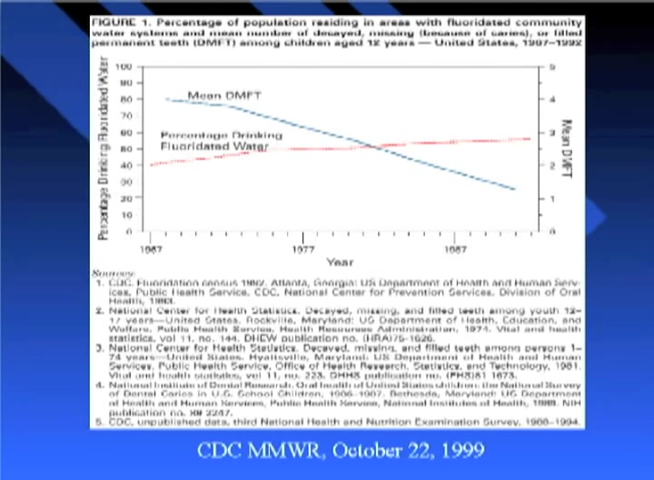 FIGURE 1. Percentage of population residing in areas with fluoridated community
water systems and mean number of decayed, missing (because of caries), or filled
permanent teeth (DMFT) among children aged 12 years — United States, 1967–1992
Percentage Drinking Fluoridated Water
100
90
80
70
60
50
40
30
20
10
0
Mean DMFT
Percentage Drinking
Fluoridated Water
5
4
3
2
1
0
Mean DMFT
1967
1977
1987
Year
Sources:
1. CDC. Fluoridation census 1992. Atlanta, Georgia: US Department of Health and Human Serv-
ices, Public Health Service, CDC, National Center for Prevention Services, Division of Oral
Health, 1993.
2. National Center for Health Statistics. Decayed, missing, and filled teeth among youth 12–
17 years—United States. Rockville, Maryland: US Department of Health, Education, and
Welfare, Public Health Service, Health Resources Administration, 1974. Vital and health
statistics, vol 11, no. 144. DHEW publication no. (HRA)75-1626.
3. National Center for Health Statistics. Decayed, missing, and filled teeth among persons 1–
74 years—United States. Hyattsville, Maryland: US Department of Health and Human
Services, Public Health Service, Office of Health Research, Statistics, and Technology, 1981.
Vital and health statistics, vol 11, no. 223. DHHS publication no. (PHS)81-1673.
4. National Institute of Dental Research. Oral health of United States children: the National Survey
of Dental Caries in U.S. School Children, 1986–1987. Bethesda, Maryland: US Department
of Health and Human Services, Public Health Service, National Institutes of Health, 1989. NIH
publication no. 89-2247.
5. CDC, unpublished data, third National Health and Nutrition Examination Survey, 1988–1994.
CDC MMWR, October 22, 1999